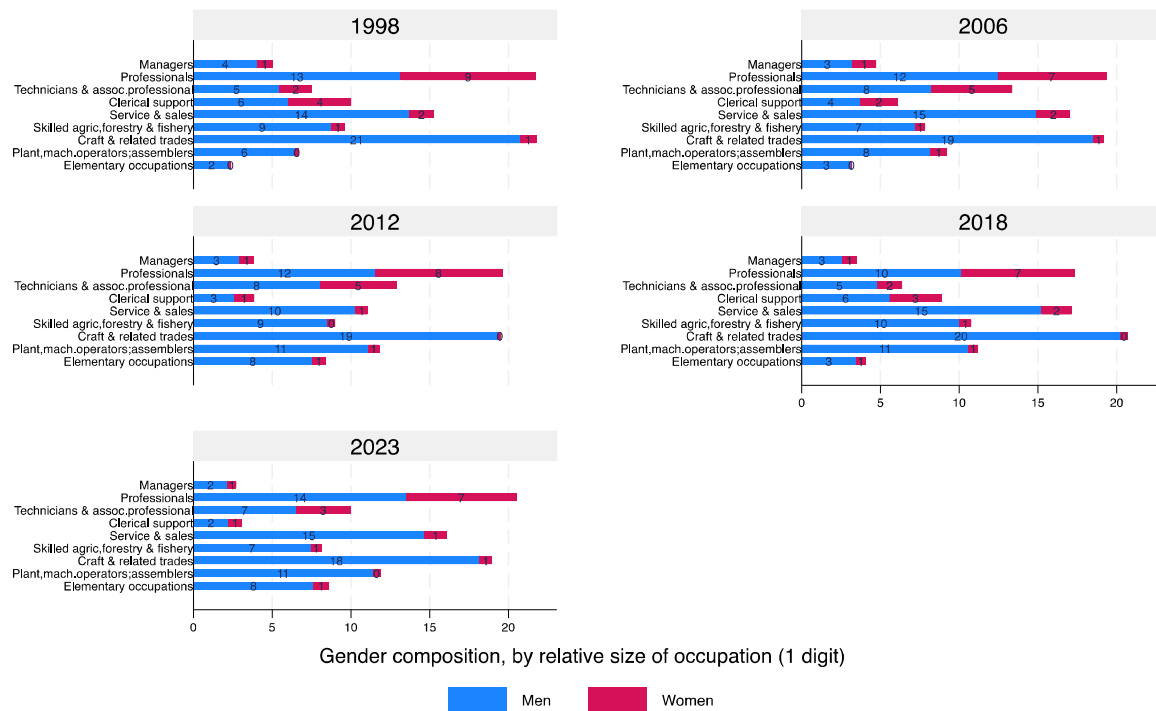 1998
Managers 4 1
Professionals 13 9
Technicians & assoc.professional 5 2
Clerical support 6 4
Service & sales 14 2
Skilled agric,forestry & fishery 9 1
Craft & related trades 21 1
Plant,mach.operators;assemblers 6 0
Elementary occupations 2 0
2006
Managers 3 1
Professionals 12 7
Technicians & assoc.professional 8 5
Clerical support 4 2
Service & sales 15 2
Skilled agric,forestry & fishery 7 1
Craft & related trades 19 1
Plant,mach.operators;assemblers 8 1
Elementary occupations 3 0
2012
Managers 3 1
Professionals 12 8
Technicians & assoc.professional 8 5
Clerical support 3 1
Service & sales 10 1
Skilled agric,forestry & fishery 9 0
Craft & related trades 19 0
Plant,mach.operators;assemblers 11 1
Elementary occupations 8 1
2018
Managers 3 1
Professionals 10 7
Technicians & assoc.professional 5 2
Clerical support 6 3
Service & sales 15 2
Skilled agric,forestry & fishery 10 1
Craft & related trades 20 0
Plant,mach.operators;assemblers 11 1
Elementary occupations 3 1
0 5 10 15 20
2023
Managers 2 1
Professionals 14 7
Technicians & assoc.professional 7 3
Clerical support 2 1
Service & sales 15 1
Skilled agric,forestry & fishery 7 1
Craft & related trades 18 1
Plant,mach.operators;assemblers 11 0
Elementary occupations 8 1
0 5 10 15 20
Gender composition, by relative size of occupation (1 digit)
Men Women